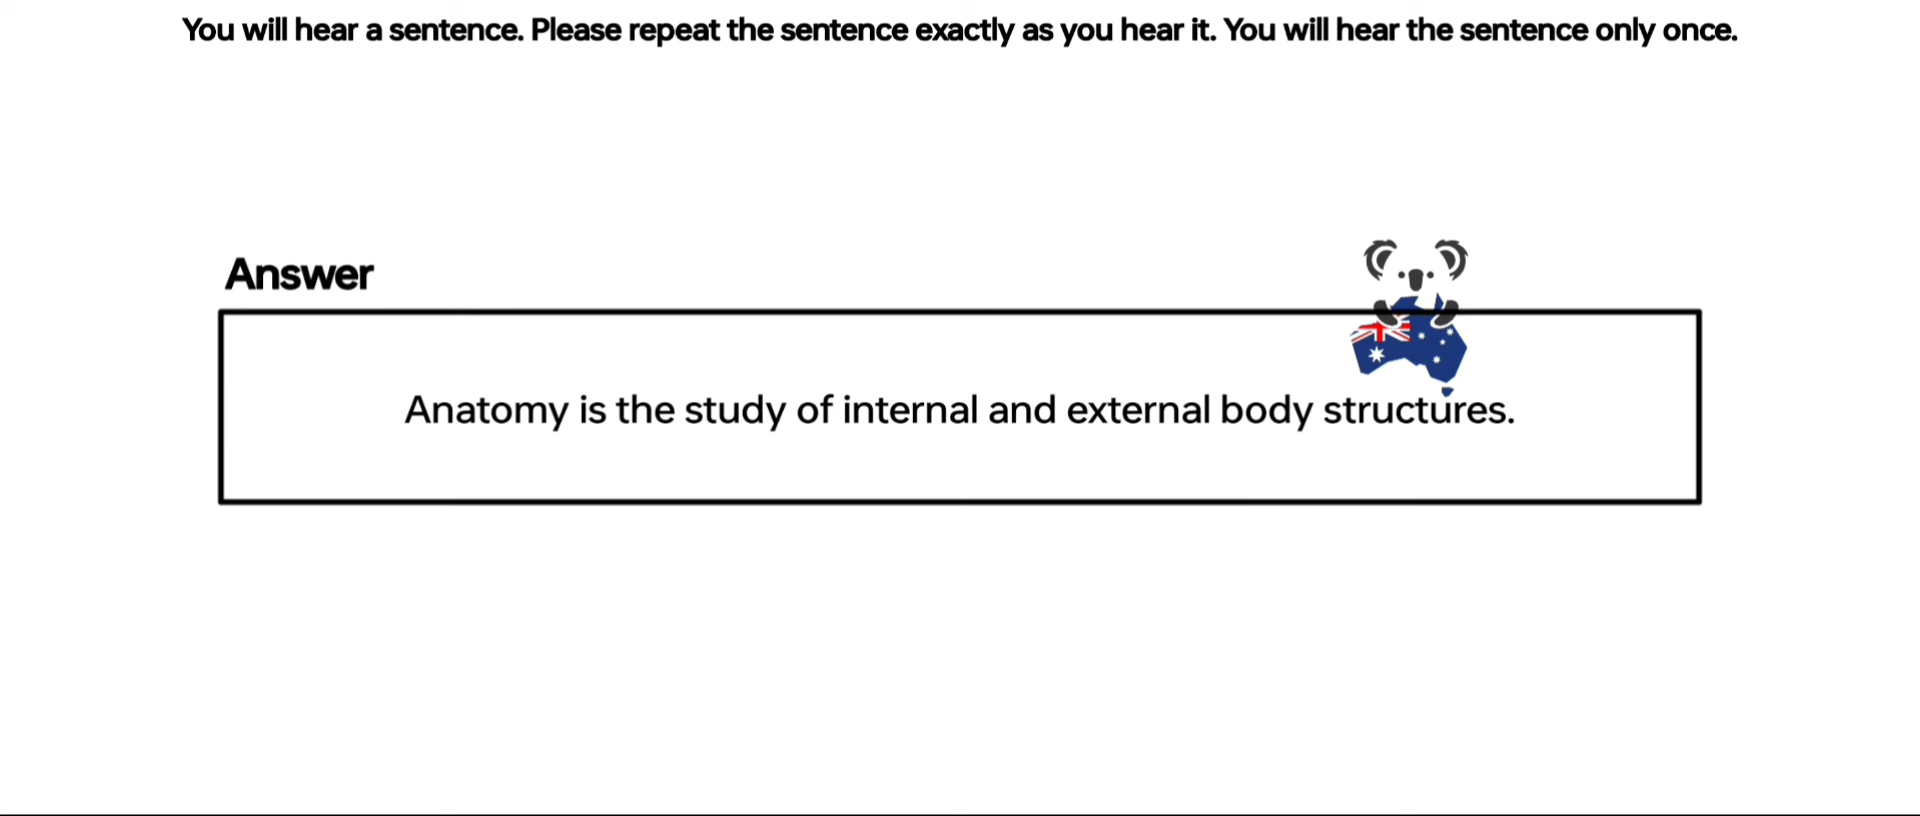 You will hear a sentence. Please repeat the sentence exactly as you hear it. You will hear the sentence only once.
Answer
Anatomy is the study of internal and external body structures.